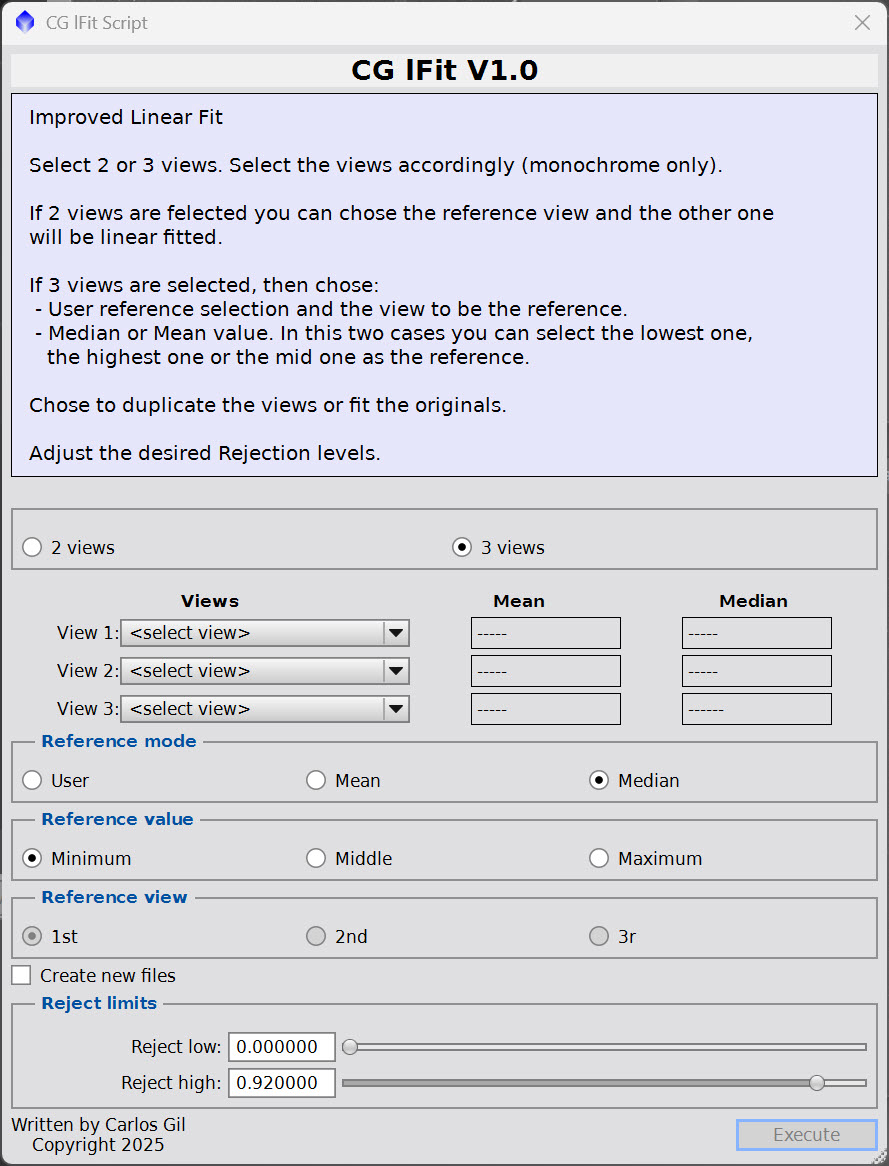 CG lFit Script
CG lFit V1.0
Improved Linear Fit
Select 2 or 3 views. Select the views accordingly (monochrome only).
If 2 views are felected you can chose the reference view and the other one
will be linear fitted.
If 3 views are selected, then chose:
- User reference selection and the view to be the reference.
- Median or Mean value. In this two cases you can select the lowest one,
the highest one or the mid one as the reference.
Chose to duplicate the views or fit the originals.
Adjust the desired Rejection levels.
2 views 3 views
Views Mean Median
View 1: <select view> ----- -----
View 2: <select view> ----- -----
View 3: <select view> ----- ------
Reference mode
User Mean Median
Reference value
Minimum Middle Maximum
Reference view
1st 2nd 3r
Create new files
Reject limits
Reject low: 0.000000
Reject high: 0.920000
Written by Carlos Gil
Copyright 2025
Execute